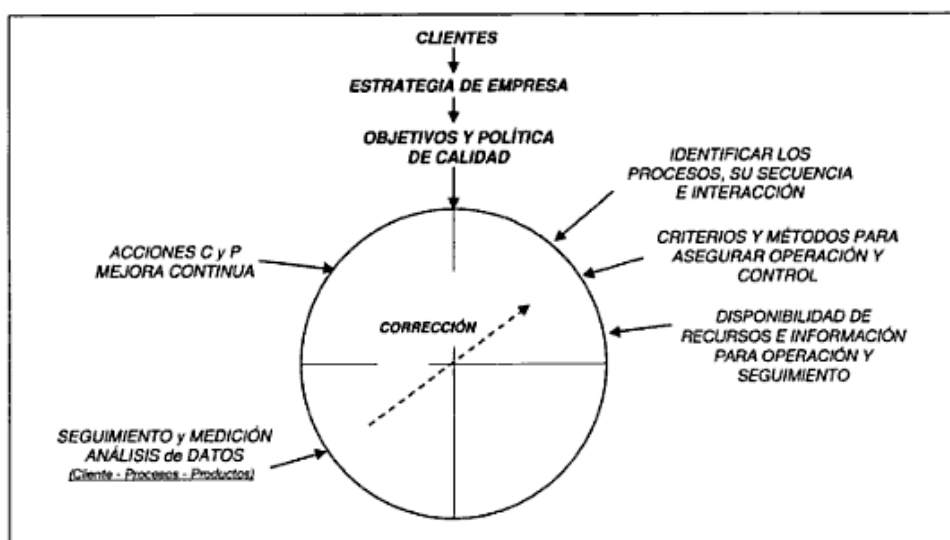 CLIENTES
ESTRATEGIA DE EMPRESA
OBJETIVOS Y POLÍTICA
DE CALIDAD
IDENTIFICAR LOS
PROCESOS, SU SECUENCIA
E INTERACCIÓN
CRITERIOS Y MÉTODOS PARA
ASEGURAR OPERACIÓN Y
CONTROL
DISPONIBILIDAD DE
RECURSOS E INFORMACIÓN
PARA OPERACIÓN Y
SEGUIMIENTO
ACCIONES C y P
MEJORA CONTINUA
CORRECCIÓN
SEGUIMIENTO y MEDICIÓN
ANÁLISIS de DATOS
(Cliente - Procesos - Productos)